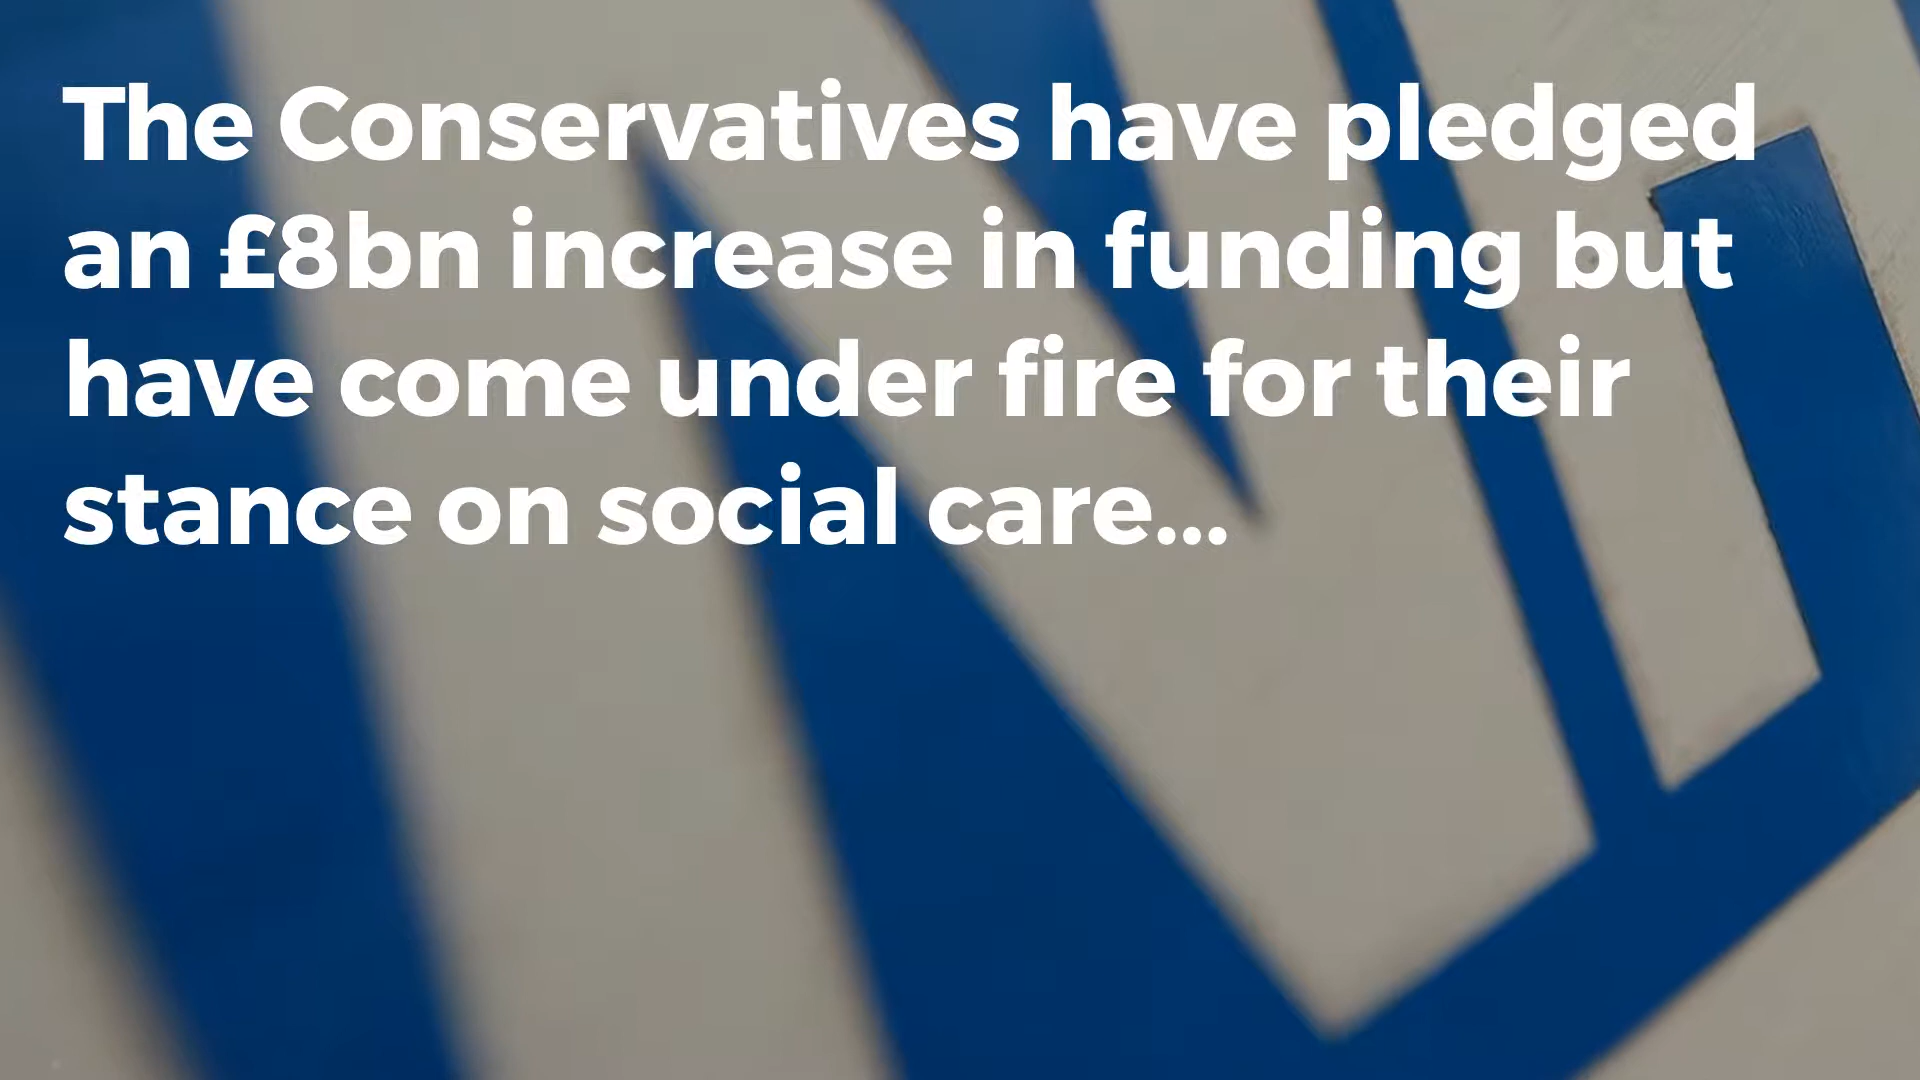 The Conservatives have pledged
an £8bn increase in funding but
have come under fire for their
stance on social care...